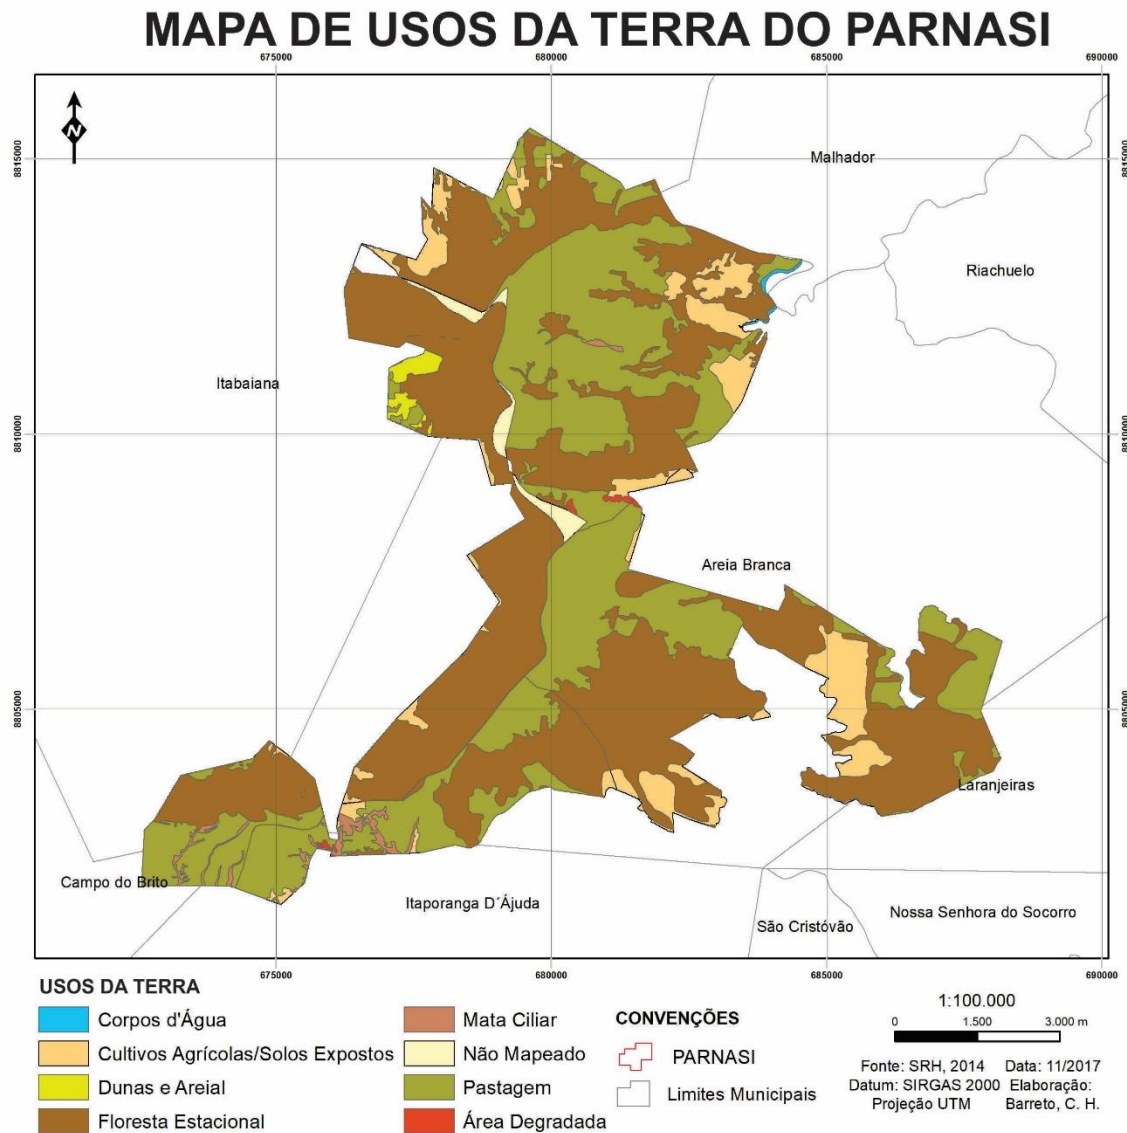 MAPA DE USOS DA TERRA DO PARNASI
675000 680000 685000 690000
N
8815000 8815000
Malhador
Riachuelo
Itabaiana
8810000 8810000
Areia Branca
8805000 8805000
Laranjeiras
Campo do Brito
Itaporanga D´Ájuda
Nossa Senhora do Socorro
São Cristóvão
675000 680000 685000 690000
USOS DA TERRA
Corpos d'Água
Cultivos Agrícolas/Solos Expostos
Dunas e Areial
Floresta Estacional
Mata Ciliar
Não Mapeado
Pastagem
Área Degradada
CONVENÇÕES
PARNASI
Limites Municipais
1:100.000
0 1.500 3.000 m
Fonte: SRH, 2014 Data: 11/2017
Datum: SIRGAS 2000 Elaboração:
Projeção UTM Barreto, C. H.